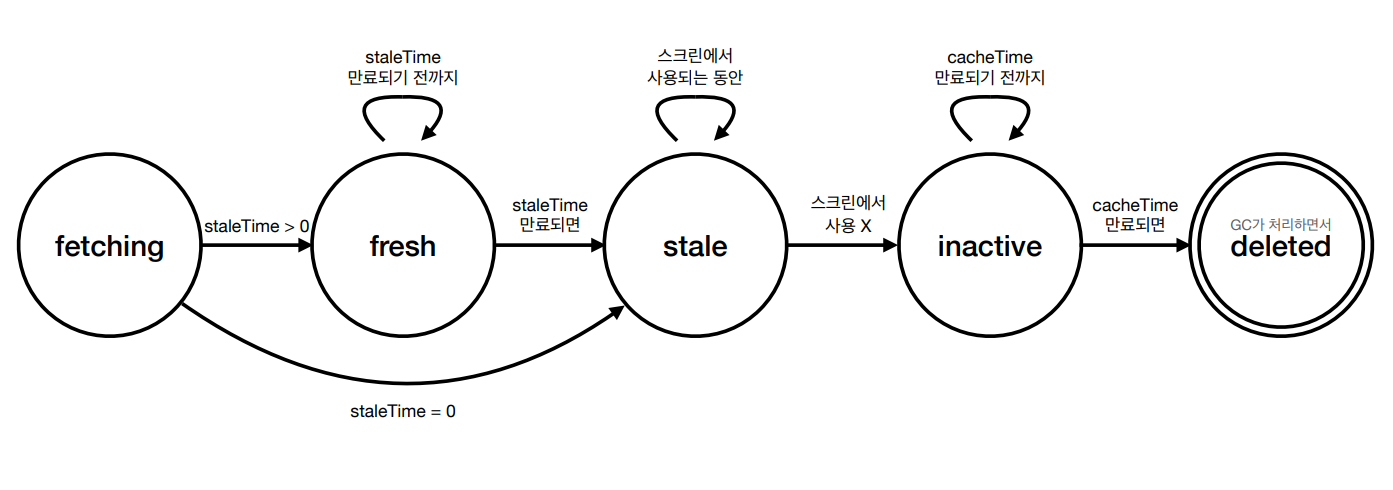 staleTime
만료되기 전까지
스크린에서
사용되는 동안
cacheTime
만료되기 전까지
fetching
staleTime > 0
fresh
staleTime
만료되면
stale
스크린에서
사용 X
inactive
cacheTime
만료되면
GC가 처리하면서
deleted
staleTime = 0